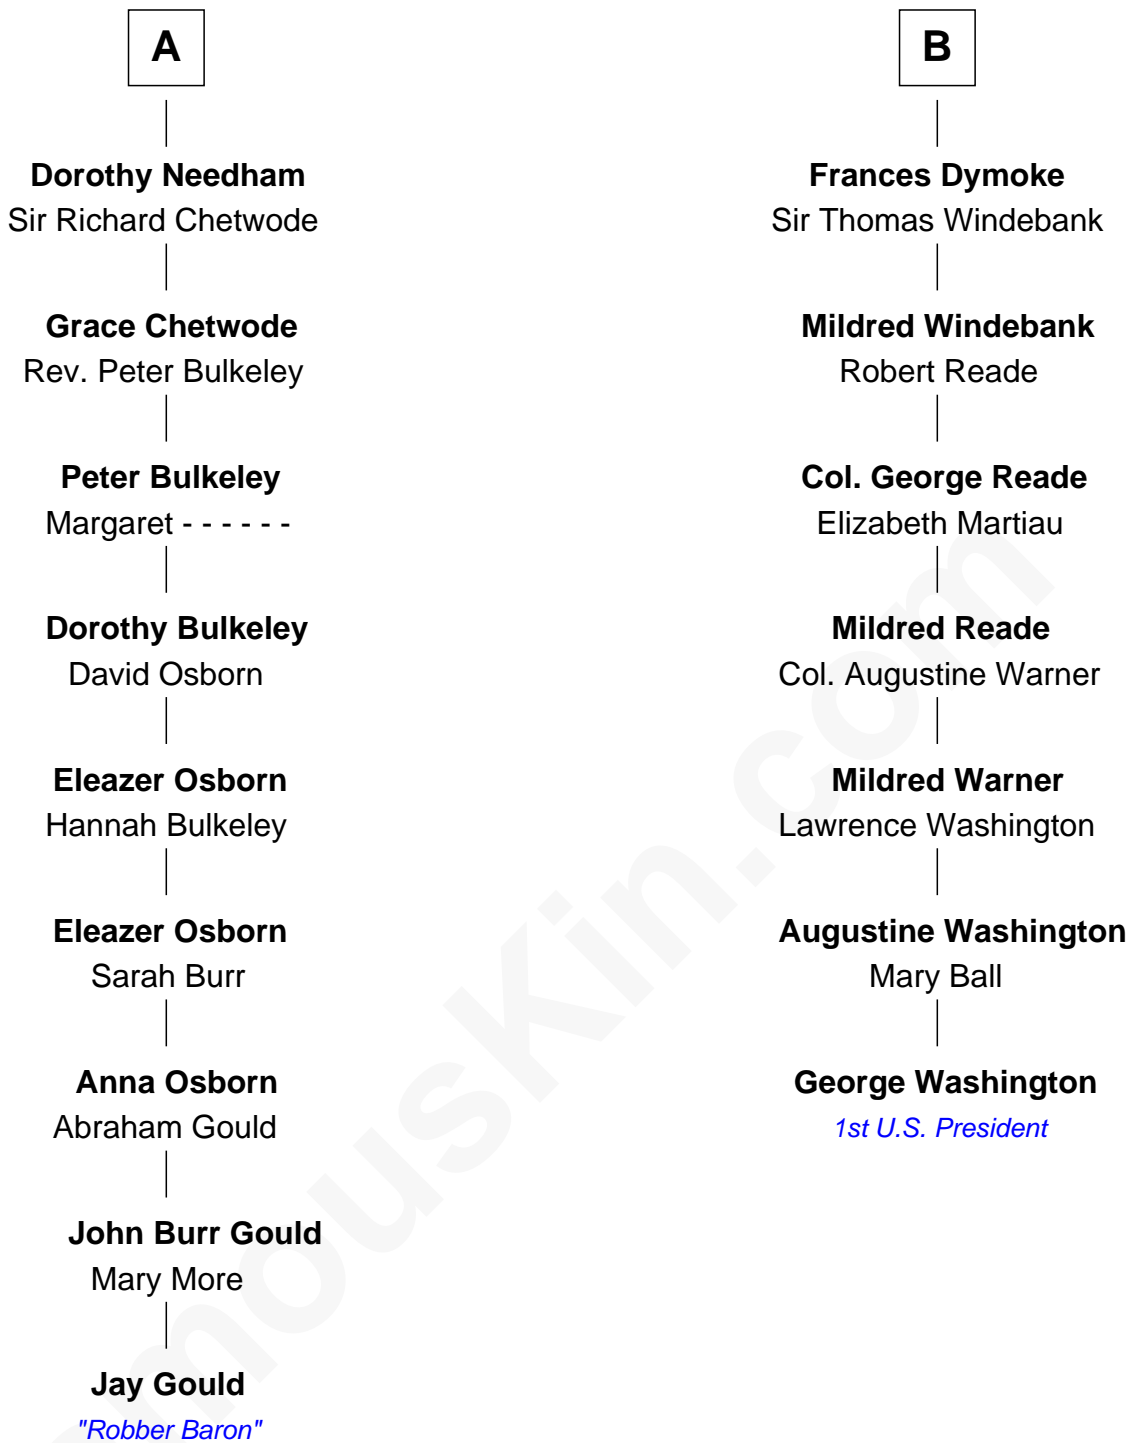 A
Dorothy Needham
Sir Richard Chetwode
Grace Chetwode
Rev. Peter Bulkeley
Peter Bulkeley
Margaret - - - - - -
Dorothy Bulkeley
David Osborn
Eleazer Osborn
Hannah Bulkeley
Eleazer Osborn
Sarah Burr
Anna Osborn
Abraham Gould
John Burr Gould
Mary More
Jay Gould
"Robber Baron"
B
Frances Dymoke
Sir Thomas Windebank
Mildred Windebank
Robert Reade
Col. George Reade
Elizabeth Martiau
Mildred Reade
Col. Augustine Warner
Mildred Warner
Lawrence Washington
Augustine Washington
Mary Ball
George Washington
1st U.S. President
mousKin.com